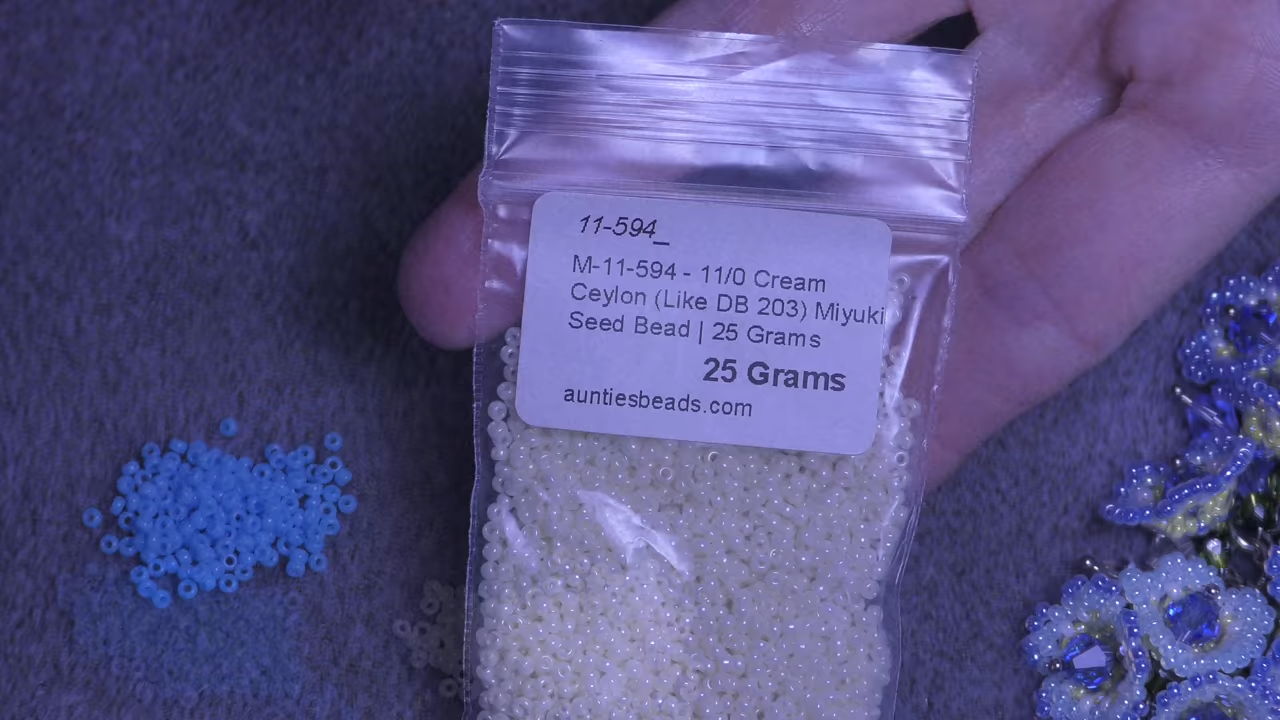 11-594_
M-11-594 - 11/0 Cream
Ceylon (Like DB 203) Miyuki
Seed Bead | 25 Grams
25 Grams
auntiesbeads.com